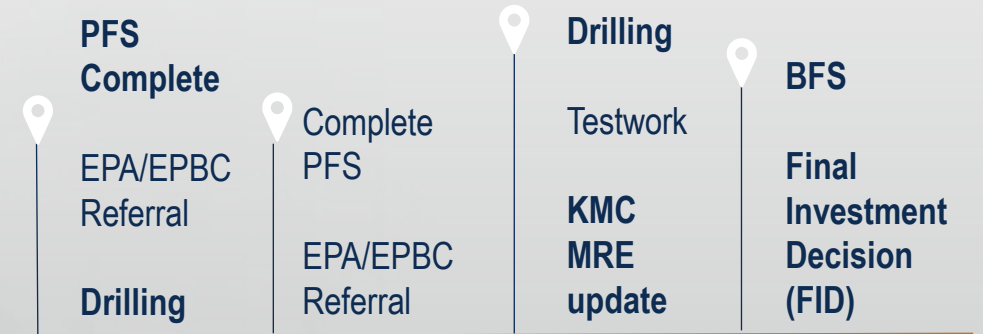 PFS
Complete
EPA/EPBC
Referral
Drilling
Complete
PFS
EPA/EPBC
Referral
Drilling
Testwork
KMC
MRE
update
BFS
Final
Investment
Decision
(FID)